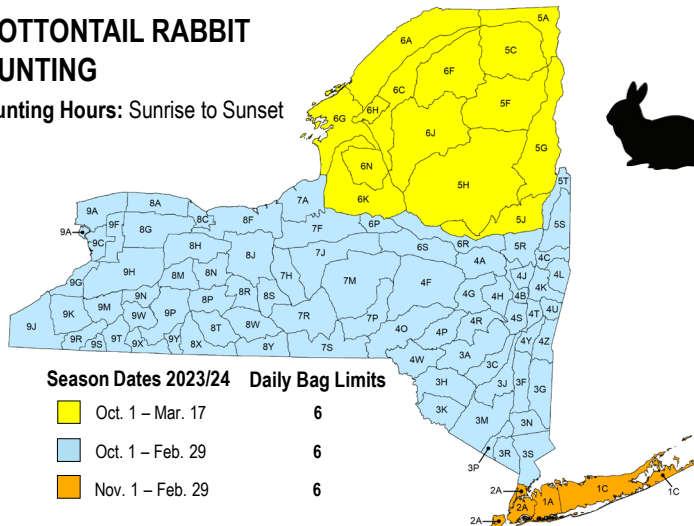 OTTONTAIL RABBIT
UNTING
unting Hours: Sunrise to Sunset
5A
6A
5C
6F
6C
5F
6H
6G
6J
5G
6N
5H
5T
6K
5J
7A
8A
9A
9F
8C
8F
7F
6P
5S
9A
8G
9C
8H
8J
7J
6S
6R
5R
4A
4C
9H
8M
8N
7H
7M
4F
4J
4L
9G
4K
9N
8R
8S
4G
4H
4B
9M
8P
9K
9W
9P
7R
7P
4R
4S
4T
4U
9J
8T
8W
4O
4P
9R
9S
9T
9X
9Y
8X
8Y
7S
4Y
4Z
4W
3A
3C
3H
3J
3F
3G
3K
3M
3N
3R
3S
3P
2A
2A
2A
1A
1C
1C
Season Dates 2023/24 Daily Bag Limits
Oct. 1 – Mar. 17 6
Oct. 1 – Feb. 29 6
Nov. 1 – Feb. 29 6